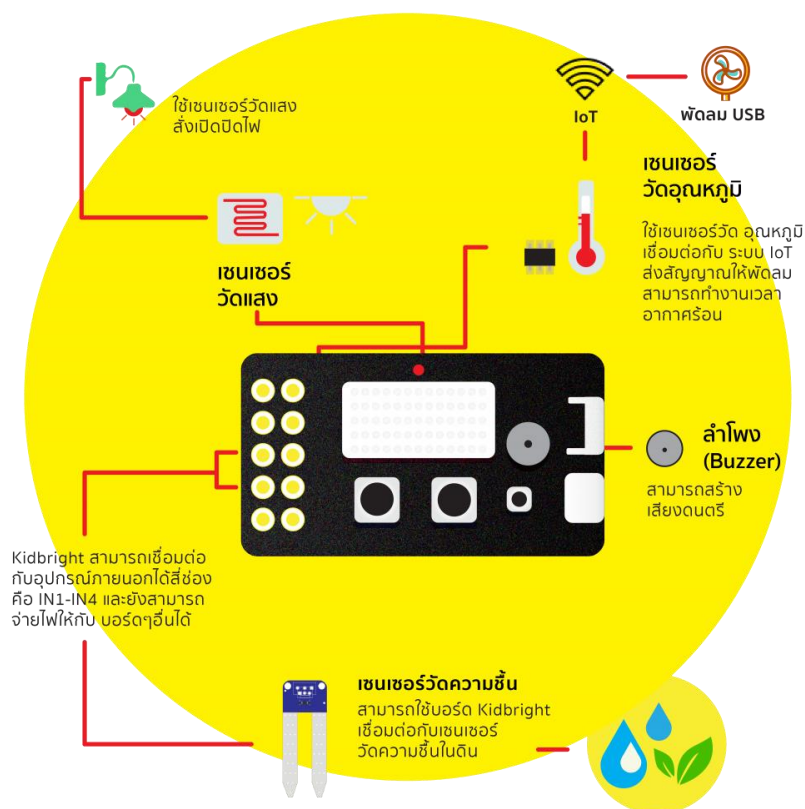 ใช้เซนเซอร์วัดแสง
สั่งเปิดปิดไฟ
IoT
พัดลม USB
เซนเซอร์
วัดอุณหภูมิ
ใช้เซนเซอร์วัด อุณหภูมิ
เชื่อมต่อกับ ระบบ IoT
ส่งสัญญาณให้พัดลม
สามารถทำงานเวลา
อากาศร้อน
เซนเซอร์
วัดแสง
ลำโพง
(Buzzer)
สามารถสร้าง
เสียงดนตรี
Kidbright สามารถเชื่อมต่อ
กับอุปกรณ์ภายนอกได้สี่ช่อง
คือ IN1-IN4 และยังสามารถ
จ่ายไฟให้กับ บอร์ดๆอื่นได้
เซนเซอร์วัดความชื้น
สามารถใช้บอร์ด Kidbright
เชื่อมต่อกับเซนเซอร์
วัดความชื้นในดิน